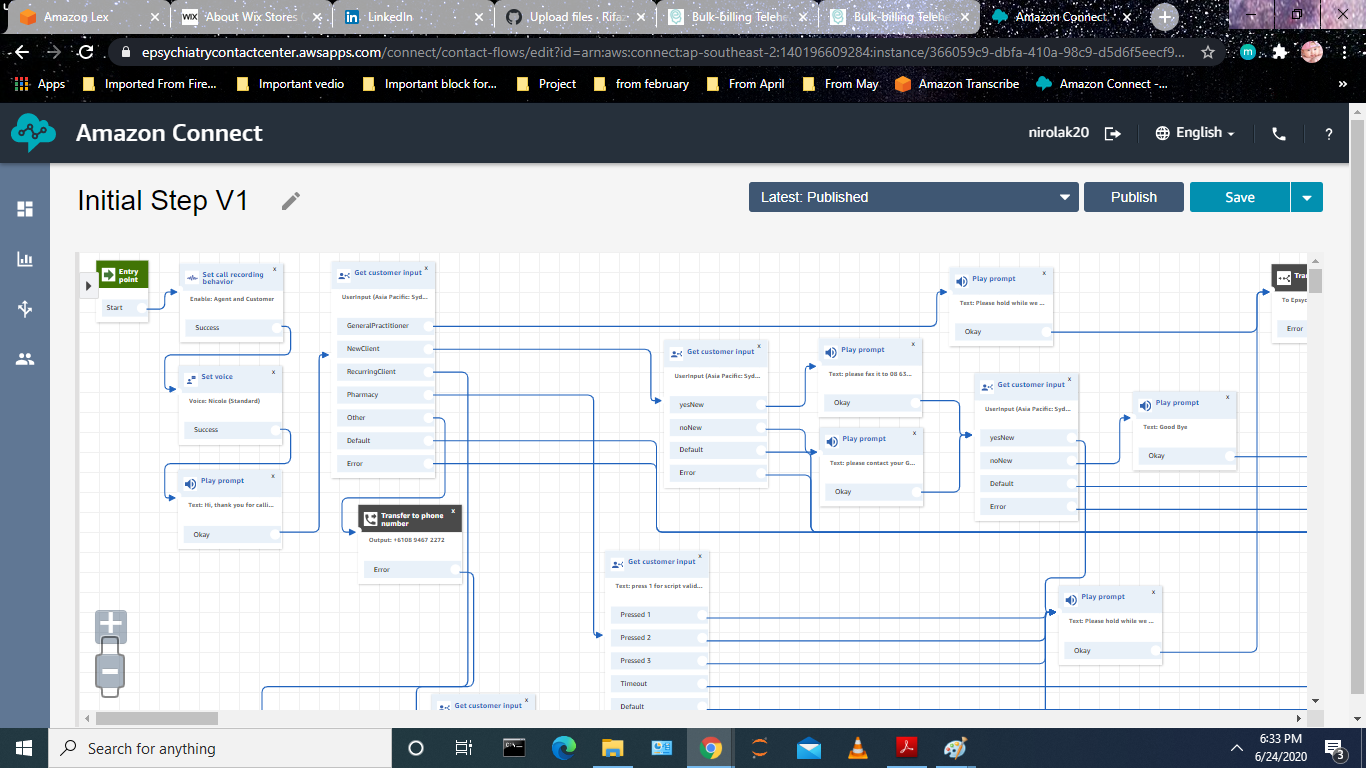 Amazon Lex
About Wix Stores
LinkedIn
Upload files · Rifa
Bulk-billing Telehe
Bulk-billing Telehe
Amazon Connect
epsychiatrycontactcenter.awsapps.com/connect/contact-flows/edit?id=arn:aws:connect:ap-southeast-2:140196609284:instance/366059c9-dbfa-410a-98c9-d5d6f5eecf9...
Apps
Imported From Fire...
Important vedio
Important block for...
Project
from february
From April
From May
Amazon Transcribe
Amazon Connect -...
»
Amazon Connect
nirolak20
English
?
Initial Step V1
Latest: Published
Publish
Save
Entry point
Start
Set call recording behavior
Enable: Agent and Customer
Success
Set voice
Voice: Nicole (Standard)
Success
Play prompt
Text: Hi, thank you for calli...
Okay
Get customer input
UserInput (Asia Pacific: Syd...
GeneralPractitioner
NewClient
RecurringClient
Pharmacy
Other
Default
Error
Transfer to phone number
Output: +6108 9467 2272
Error
Get customer input
UserInput (Asia Pacific: Syd...
yesNew
noNew
Default
Error
Play prompt
Text: please fax it to 08 63...
Okay
Play prompt
Text: please contact your G...
Okay
Play prompt
Text: Please hold while we ...
Okay
Get customer input
UserInput (Asia Pacific: Syd...
yesNew
noNew
Default
Error
Play prompt
Text: Good Bye
Okay
Tra
To Epsyc
Error
Get customer input
Text: press 1 for script valid...
Pressed 1
Pressed 2
Pressed 3
Timeout
Default
Play prompt
Text: Please hold while we ...
Okay
Get customer input
Search for anything
6:33 PM
6/24/2020
3